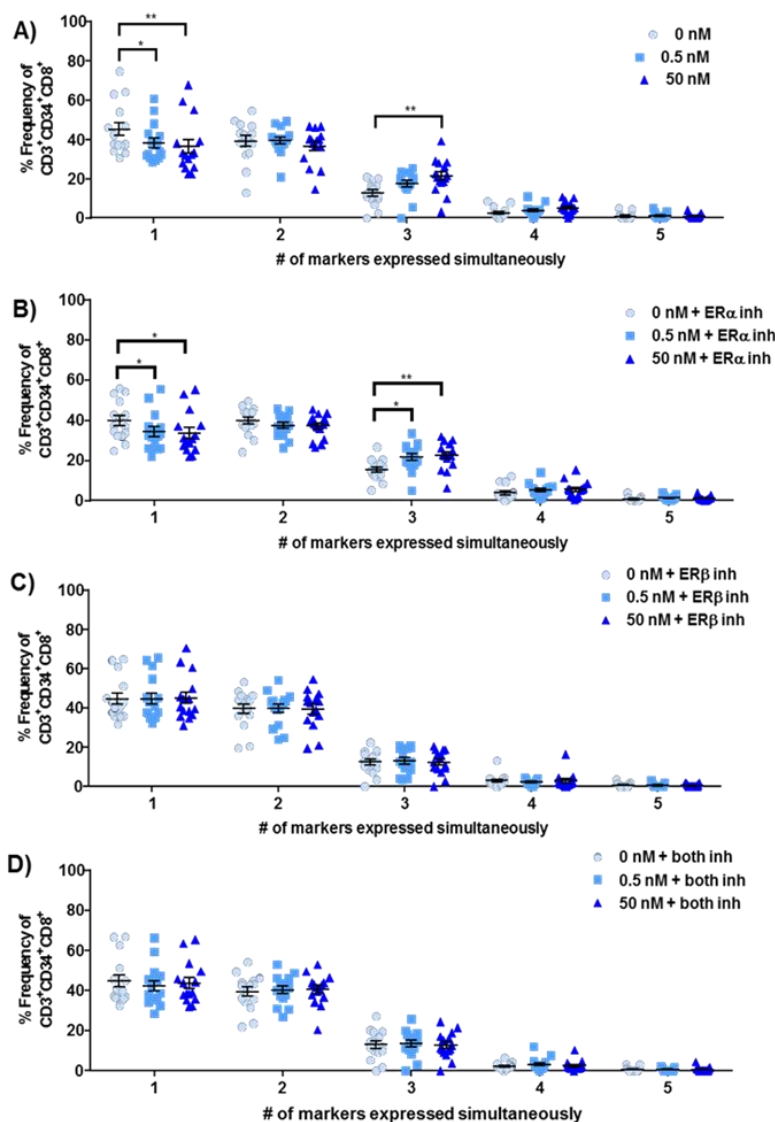 A)
0 nM
0.5 nM
50 nM
% Frequency of
CD3⁺CD34⁺CD8⁺
100
80
60
40
20
0
*
**
**
1 2 3 4 5
# of markers expressed simultaneously
B)
0 nM + ERα inh
0.5 nM + ERα inh
50 nM + ERα inh
% Frequency of
CD3⁺CD34⁺CD8⁺
100
80
60
40
20
0
*
*
*
**
1 2 3 4 5
# of markers expressed simultaneously
C)
0 nM + ERβ inh
0.5 nM + ERβ inh
50 nM + ERβ inh
% Frequency of
CD3⁺CD34⁺CD8⁺
100
80
60
40
20
0
1 2 3 4 5
# of markers expressed simultaneously
D)
0 nM + both inh
0.5 nM + both inh
50 nM + both inh
% Frequency of
CD3⁺CD34⁺CD8⁺
100
80
60
40
20
0
1 2 3 4 5
# of markers expressed simultaneously